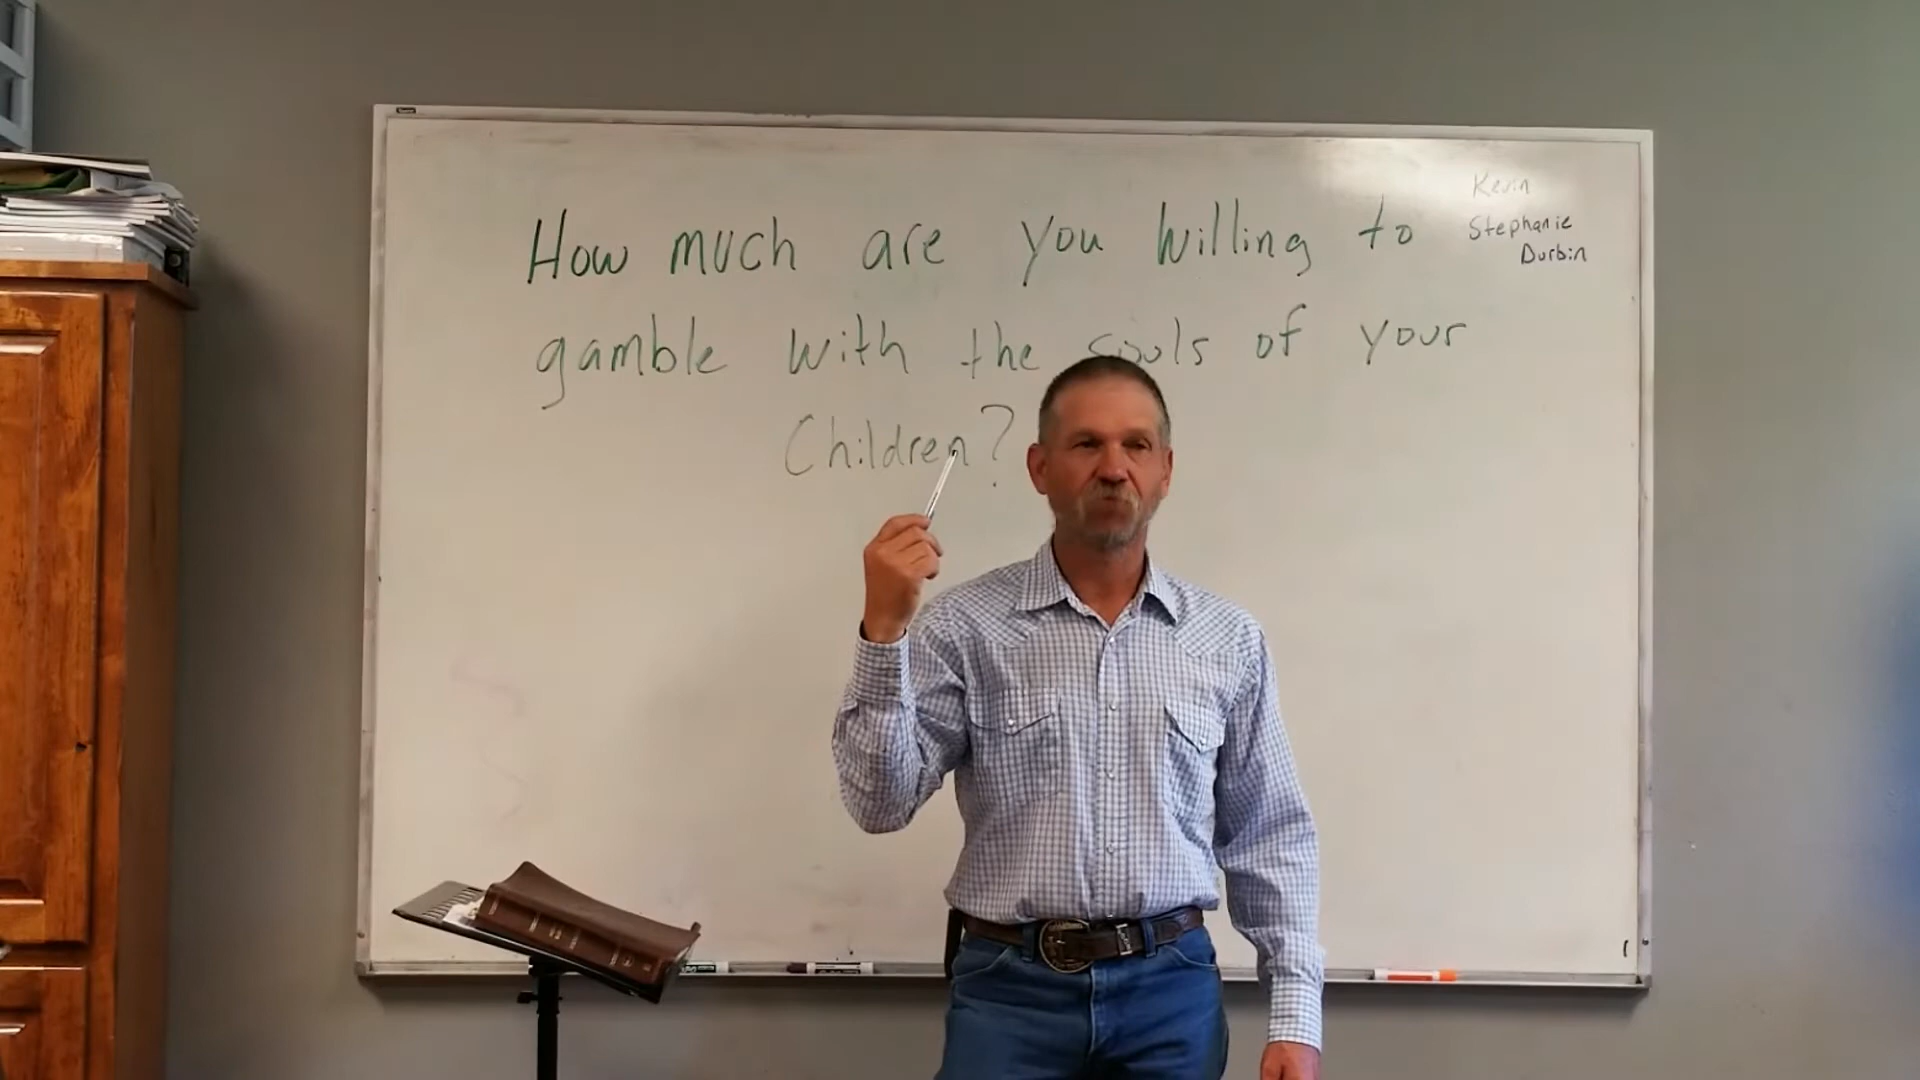 How much are you willing to
gamble with the souls of your
Children?
Kevin
Stephanie
Durbin